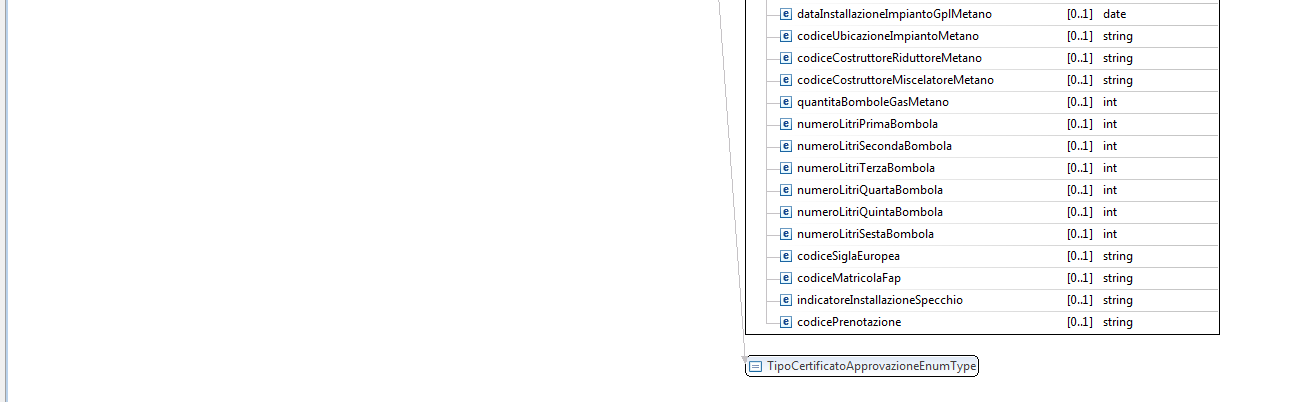 dataInstallazioneImpiantoGplMetano [0..1] date
codiceUbicazioneImpiantoMetano [0..1] string
codiceCostruttoreRiduttoreMetano [0..1] string
codiceCostruttoreMiscelatoreMetano [0..1] string
quantitaBomboleGasMetano [0..1] int
numeroLitriPrimaBombola [0..1] int
numeroLitriSecondaBombola [0..1] int
numeroLitriTerzaBombola [0..1] int
numeroLitriQuartaBombola [0..1] int
numeroLitriQuintaBombola [0..1] int
numeroLitriSestaBombola [0..1] int
codiceSiglaEuropea [0..1] string
codiceMatricolaFap [0..1] string
indicatoreInstallazioneSpecchio [0..1] string
codicePrenotazione [0..1] string
TipoCertificatoApprovazioneEnumType